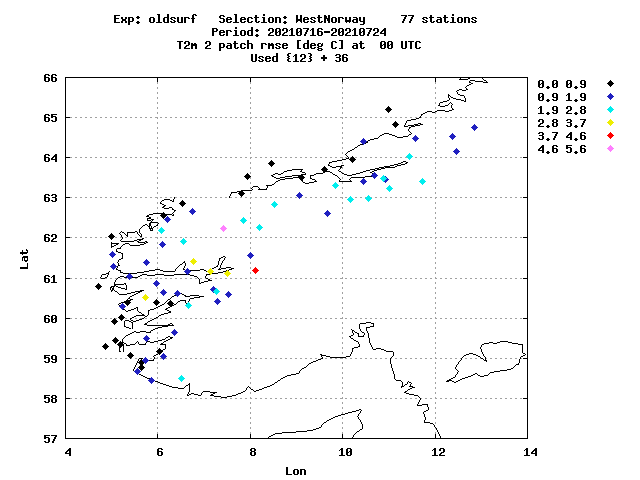 Exp: oldsurf   Selection: WestNorway     77 stations
Period: 20210716-20210724
T2m 2 patch rmse [deg C] at  00 UTC
Used {12} + 36
66
65
64
63
62
61
60
59
58
57
Lat
4 6 8 10 12 14
Lon
0.0 0.9
0.9 1.9
1.9 2.8
2.8 3.7
3.7 4.6
4.6 5.6